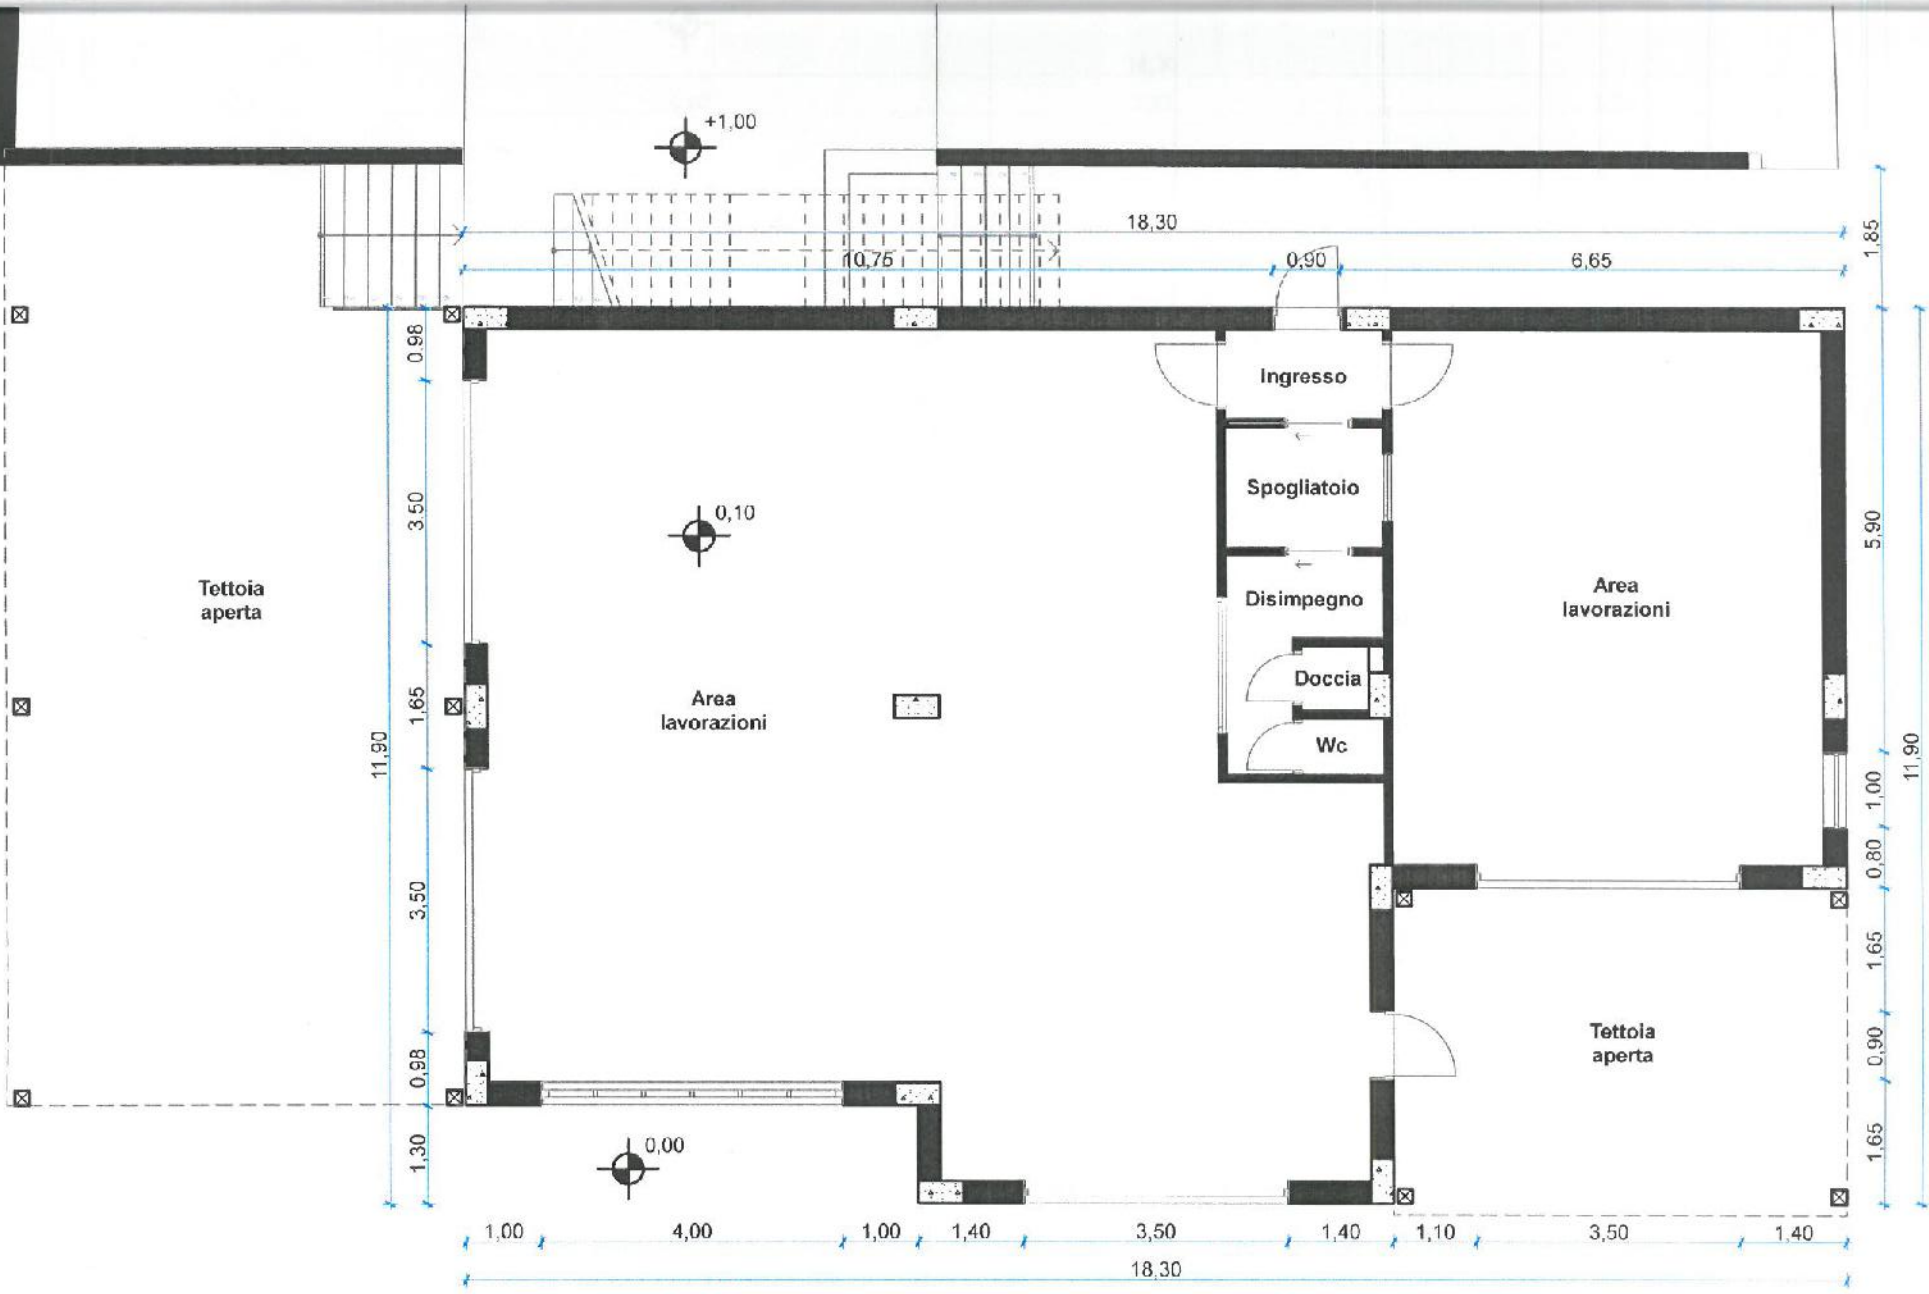 +1,00
18,30
10,75
0,90
6,65
1,85
0.98
Ingresso
Spogliatoio
3.50
0,10
5,90
Tettoia
aperta
Disimpegno
Area
lavorazioni
Doccia
1,65
Area
lavorazioni
Wc
11,90
11,90
1,00
0,80
3,50
1,65
0,98
Tettoia
aperta
0,90
0,00
1,30
1,65
1,00
4,00
1,00
1,40
3,50
1,40
1,10
3,50
1,40
18,30